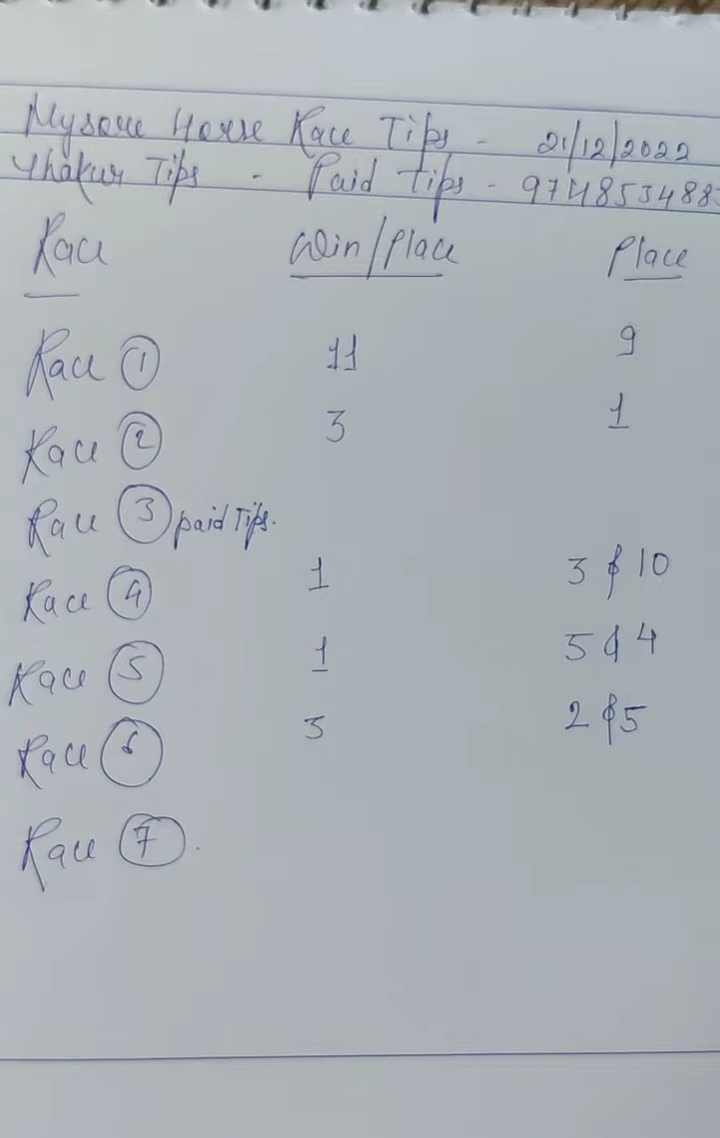 Mysore Horse Race Tips - 21/12/2022
Thakur Tips - Paid Tips - 9748534883
Race Win/Place Place
Race 1 11 9
Race 2 3 1
Race 3 paid Tips.
Race 4 1 3 & 10
Race 5 1 5 & 4
Race 6 3 2 & 5
Race 7.